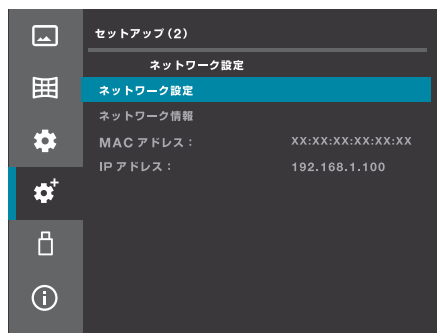 セットアップ(2)
ネットワーク設定
ネットワーク設定
ネットワーク情報
MAC アドレス： XX:XX:XX:XX:XX:XX
IP アドレス： 192.168.1.100